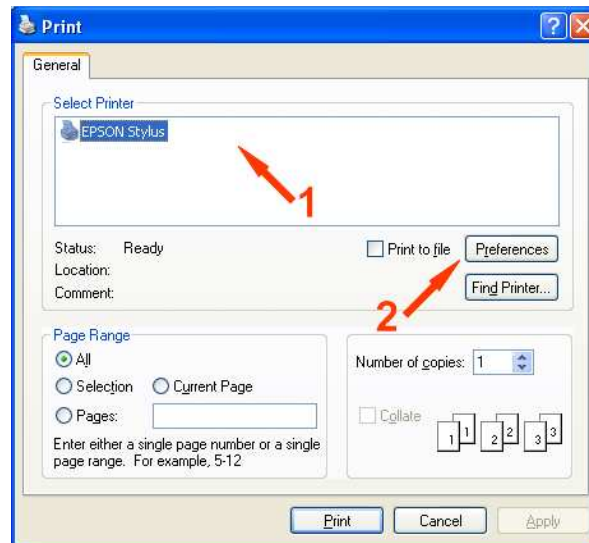 Print
General
Select Printer
EPSON Stylus
1
Status: Ready
Print to file
Preferences
Location:
Find Printer...
Comment:
2
Page Range
All
Selection
Current Page
Pages:
Enter either a single page number or a single
page range. For example, 5-12
Number of copies: 1
Collate
1 1 2 2 3 3
Print
Cancel
Apply